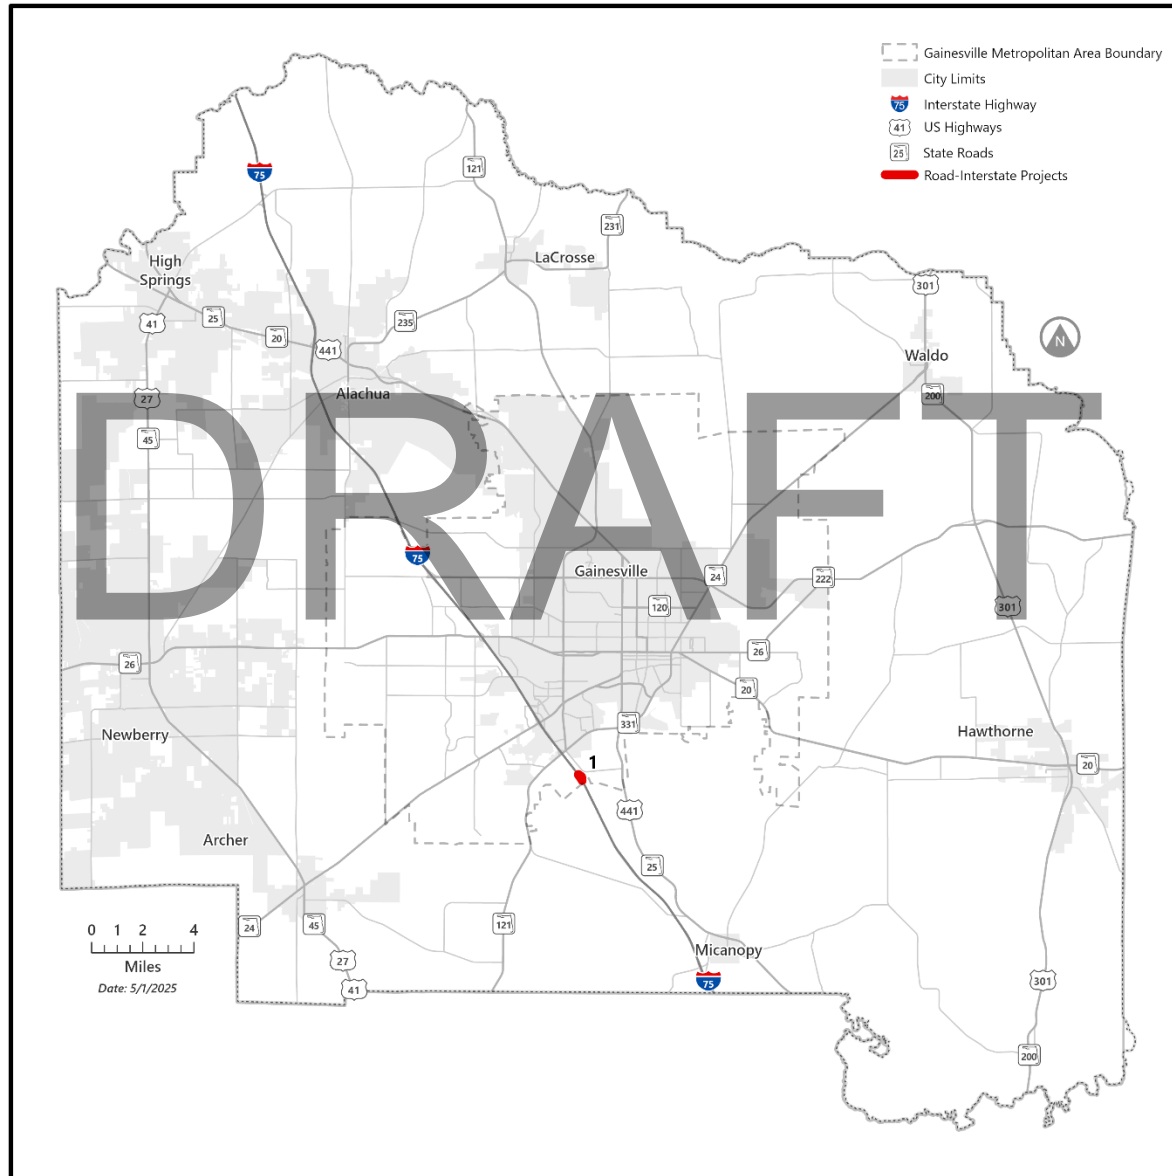 Gainesville Metropolitan Area Boundary
City Limits
75
Interstate Highway
41
US Highways
25
State Roads
Road-Interstate Projects
75
121
231
LaCrosse
High
Springs
301
25
41
235
20
441
N
Waldo
Alachua
27
200
45
DRAFT
75
Gainesville
24
222
120
301
26
26
20
331
Newberry
Hawthorne
1
20
441
Archer
25
24
45
121
0 1 2 4
Miles
Date: 5/1/2025
Micanopy
27
75
301
41
200